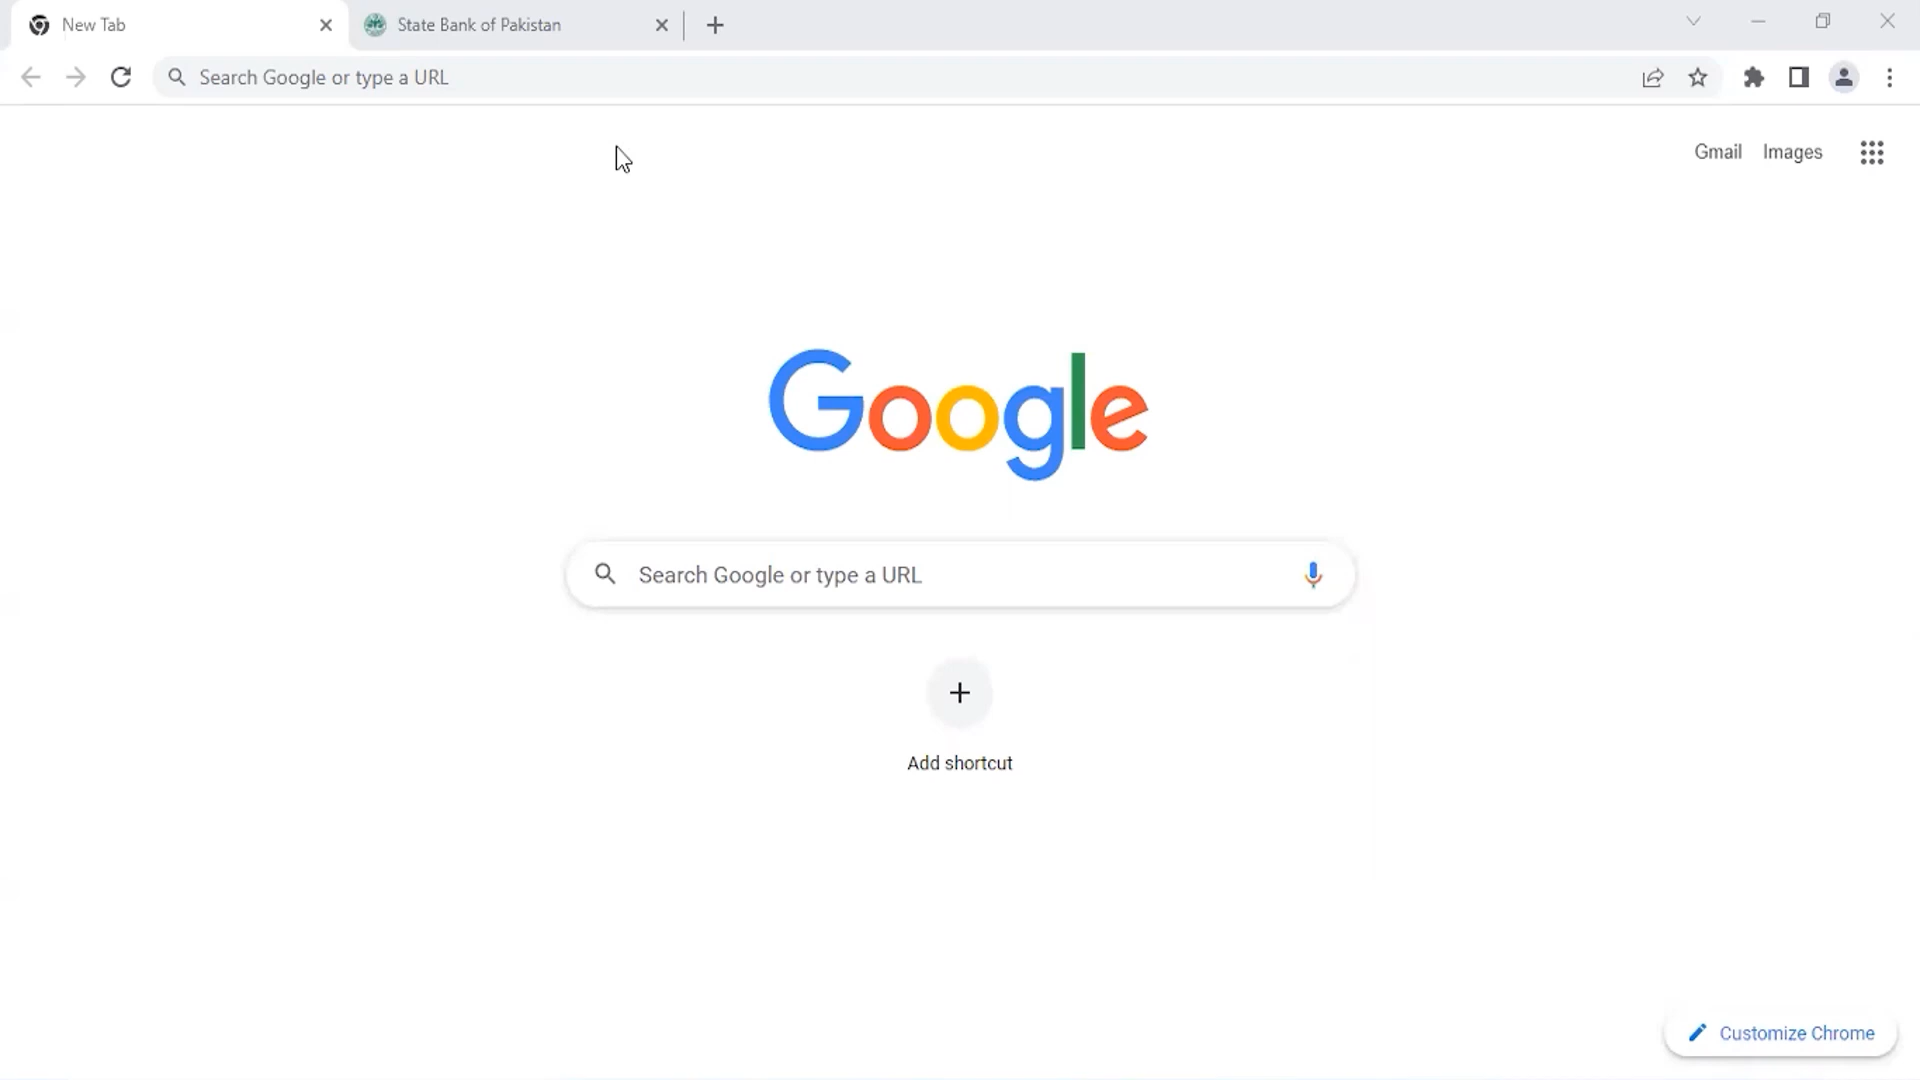 New Tab
State Bank of Pakistan
Search Google or type a URL
Gmail Images
Google
Search Google or type a URL
Add shortcut
Customize Chrome